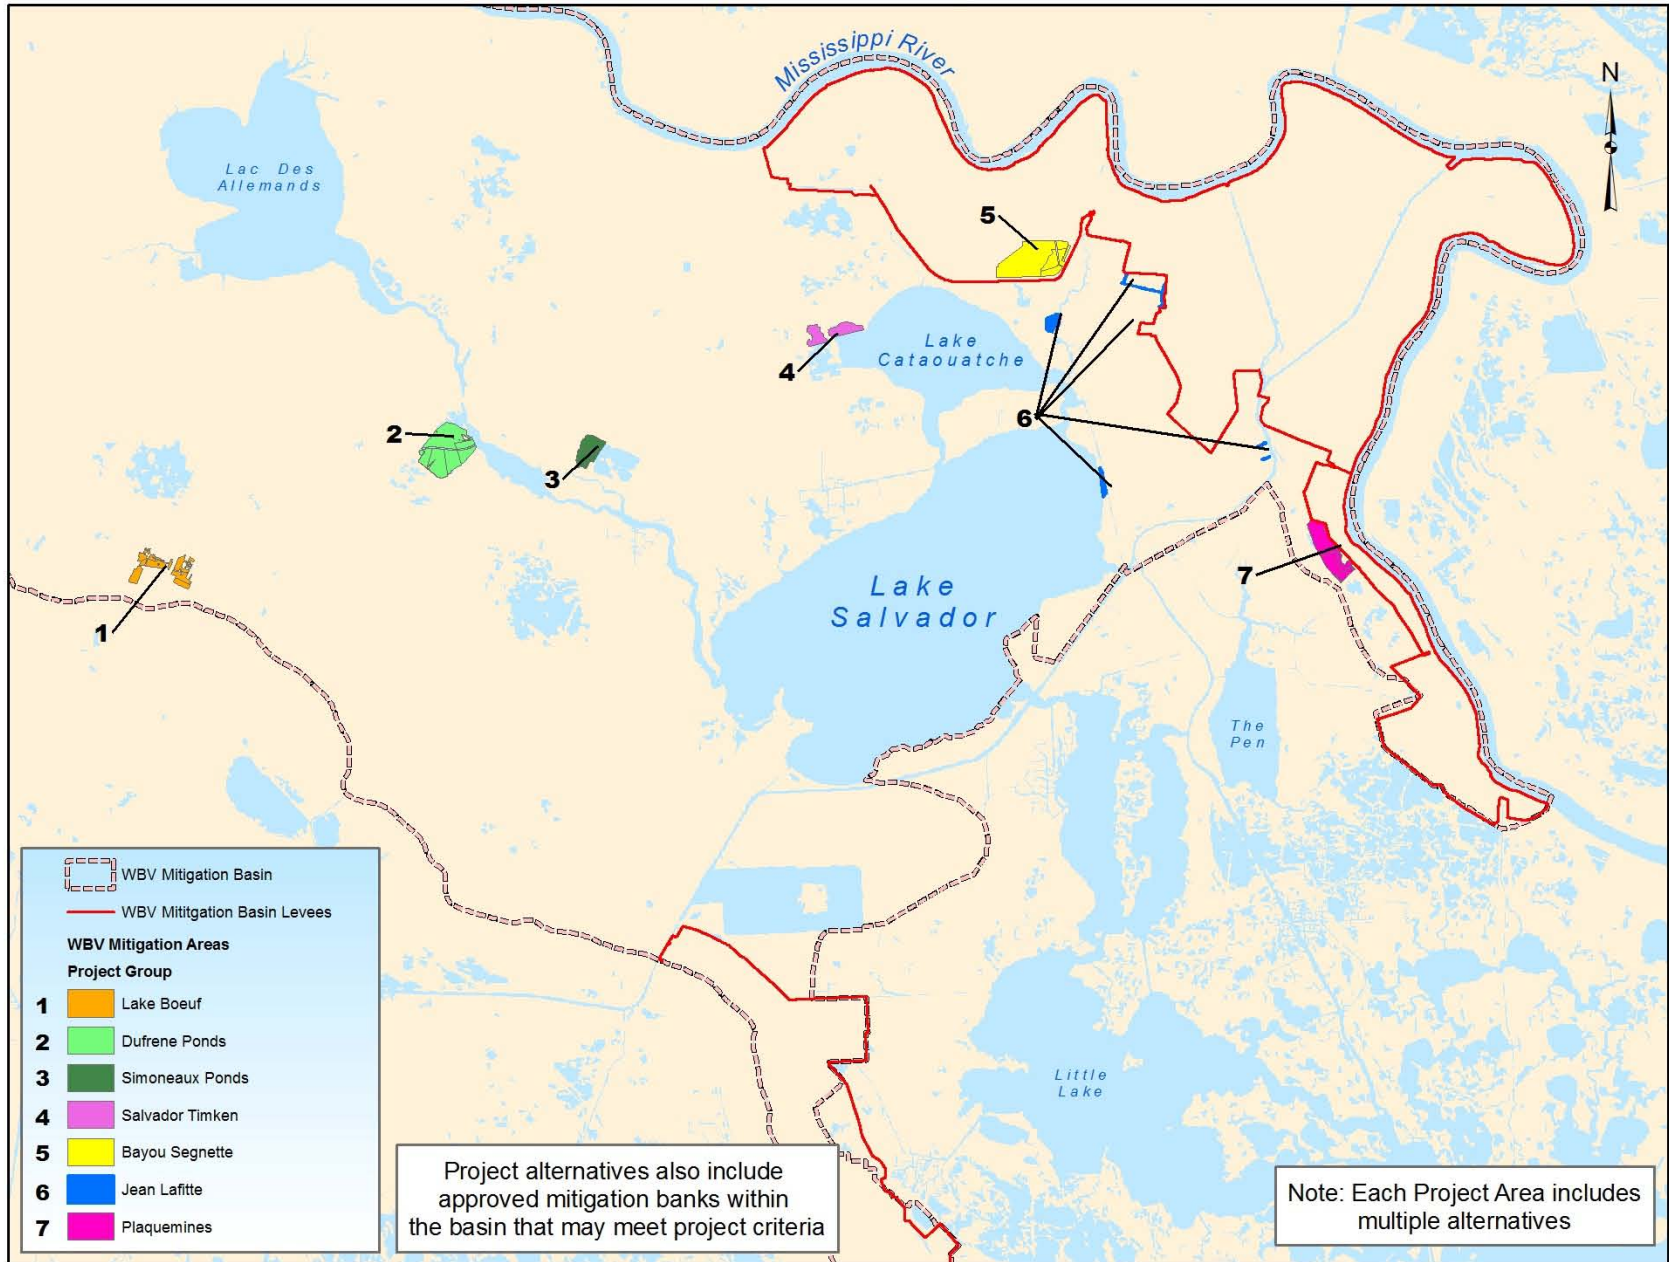 Mississippi River
N
Lac Des
Allemands
5
Lake
Cataouatche
4
6
2
3
Lake
Salvador
7
1
The
Pen
WBV Mitigation Basin
WBV Mititgation Basin Levees
WBV Mitigation Areas
Project Group
1 Lake Boeuf
2 Dufrene Ponds
3 Simoneaux Ponds
4 Salvador Timken
5 Bayou Segnette
6 Jean Lafitte
7 Plaquemines
Little
Lake
Project alternatives also include
approved mitigation banks within
the basin that may meet project criteria
Note: Each Project Area includes
multiple alternatives